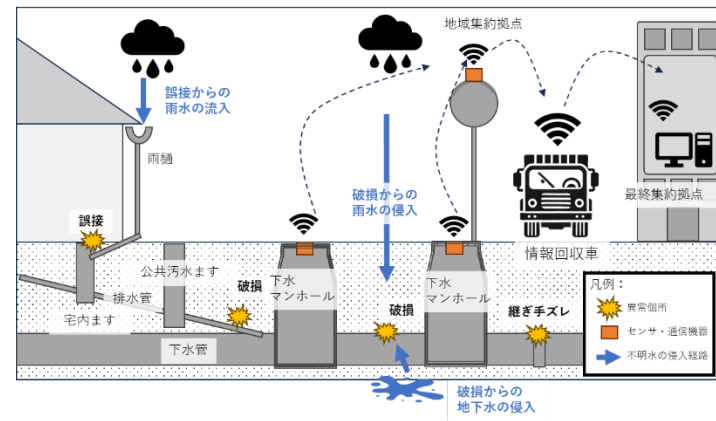 地域集約拠点
誤接からの
雨水の流入
雨樋
誤接
破損からの
雨水の侵入
最終集約拠点
情報回収車
公共汚水ます
排水管
宅内ます
破損
下水
マンホール
破損
下水
マンホール
継ぎ手ズレ
下水管
破損からの
地下水の侵入
凡例：
異常個所
センサ・通信機器
不明水の侵入経路